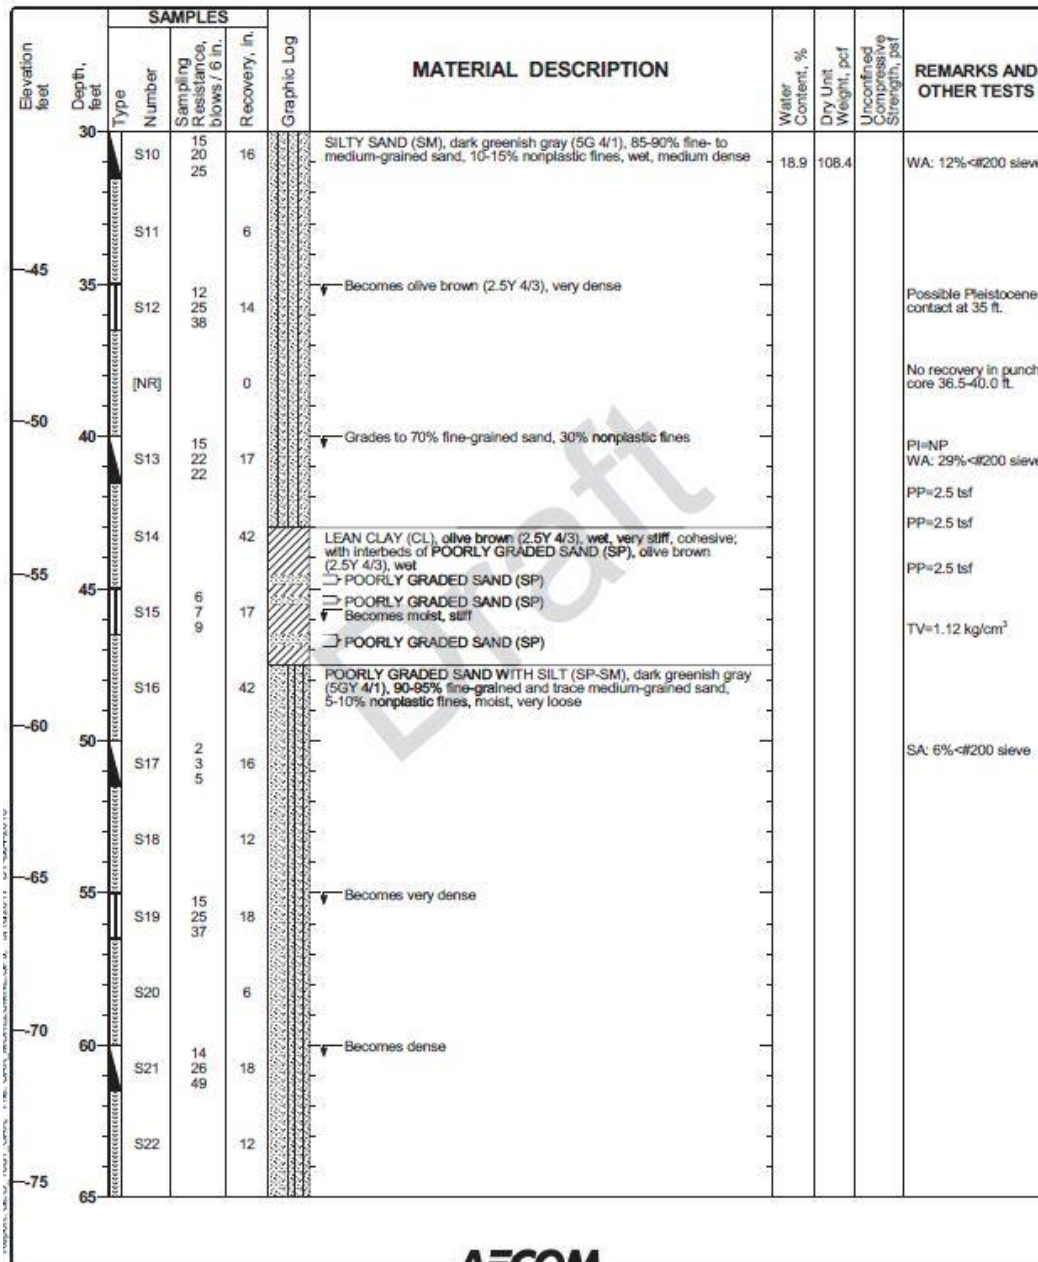 SAMPLES
Elevation
feet
Depth,
feet
Type
Number
Sampling
Resistance,
blows / 6 in.
Recovery, in.
Graphic Log
MATERIAL DESCRIPTION
Water
Content, %
Dry Unit
Weight, pcf
Unconfined
Compressive
Strength, psf
REMARKS AND
OTHER TESTS
30
S10
15
20
25
16
SILTY SAND (SM), dark greenish gray (5G 4/1), 85-90% fine- to
medium-grained sand, 10-15% nonplastic fines, wet, medium dense
18.9 108.4
WA: 12%<#200 sieve
S11
6
-45
35
S12
12
25
38
14
Becomes olive brown (2.5Y 4/3), very dense
Possible Pleistocene
contact at 35 ft.
[NR]
0
No recovery in punch
core 36.5-40.0 ft.
-50
40
S13
15
22
22
17
Grades to 70% fine-grained sand, 30% nonplastic fines
PI=NP
WA: 29%<#200 sieve
PP=2.5 tsf
S14
42
PP=2.5 tsf
LEAN CLAY (CL), olive brown (2.5Y 4/3), wet, very stiff, cohesive;
with interbeds of POORLY GRADED SAND (SP), olive brown
(2.5Y 4/3), wet
PP=2.5 tsf
-55
45
POORLY GRADED SAND (SP)
S15
6
7
9
17
POORLY GRADED SAND (SP)
Becomes moist, stiff
TV=1.12 kg/cm³
POORLY GRADED SAND (SP)
S16
42
POORLY GRADED SAND WITH SILT (SP-SM), dark greenish gray
(5GY 4/1), 90-95% fine-grained and trace medium-grained sand,
5-10% nonplastic fines, moist, very loose
-60
50
S17
2
3
5
16
SA: 6%<#200 sieve
S18
12
-65
55
S19
15
25
37
18
Becomes very dense
S20
6
-70
60
S21
14
26
49
18
Becomes dense
S22
12
-75
65
Draft
AECOM